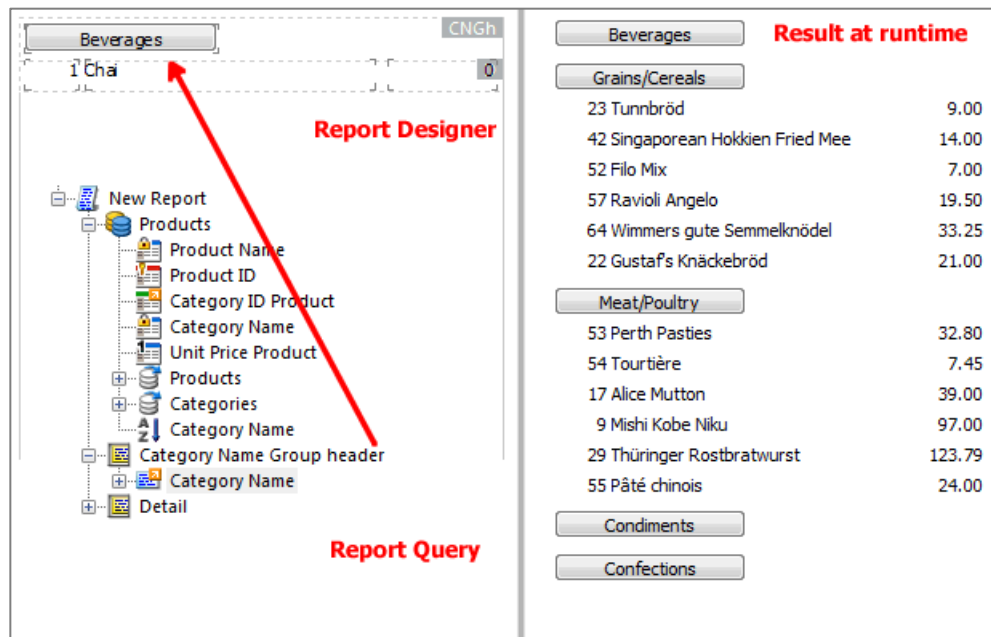 Beverages
CNGh
1 Chai 0
Report Designer
New Report
Products
Product Name
Product ID
Category ID Product
Category Name
Unit Price Product
Products
Categories
Category Name
Category Name Group header
Category Name
Detail
Report Query
Beverages
Result at runtime
Grains/Cereals
23 Tunnbröd 9.00
42 Singaporean Hokkien Fried Mee 14.00
52 Filo Mix 7.00
57 Ravioli Angelo 19.50
64 Wimmers gute Semmelknödel 33.25
22 Gustaf's Knäckebröd 21.00
Meat/Poultry
53 Perth Pasties 32.80
54 Tourtière 7.45
17 Alice Mutton 39.00
9 Mishi Kobe Niku 97.00
29 Thüringer Rostbratwurst 123.79
55 Pâté chinois 24.00
Condiments
Confections